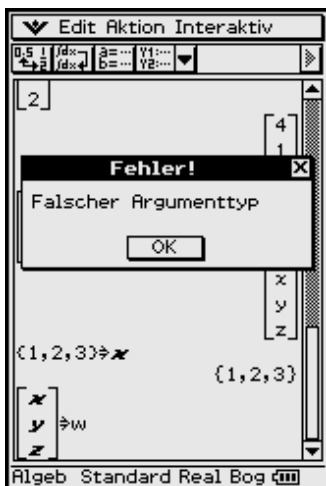 Edit Aktion Interaktiv
0.5 1 2 ∫dx ∫dx a=… b=… Y1:… Y2:…
[2]
[4
1
Fehler! X
Falscher Argumenttyp
OK
x
y
z]
{1,2,3}⇒x
{1,2,3}
[x
y
z]⇒w
Algeb Standard Real Bog